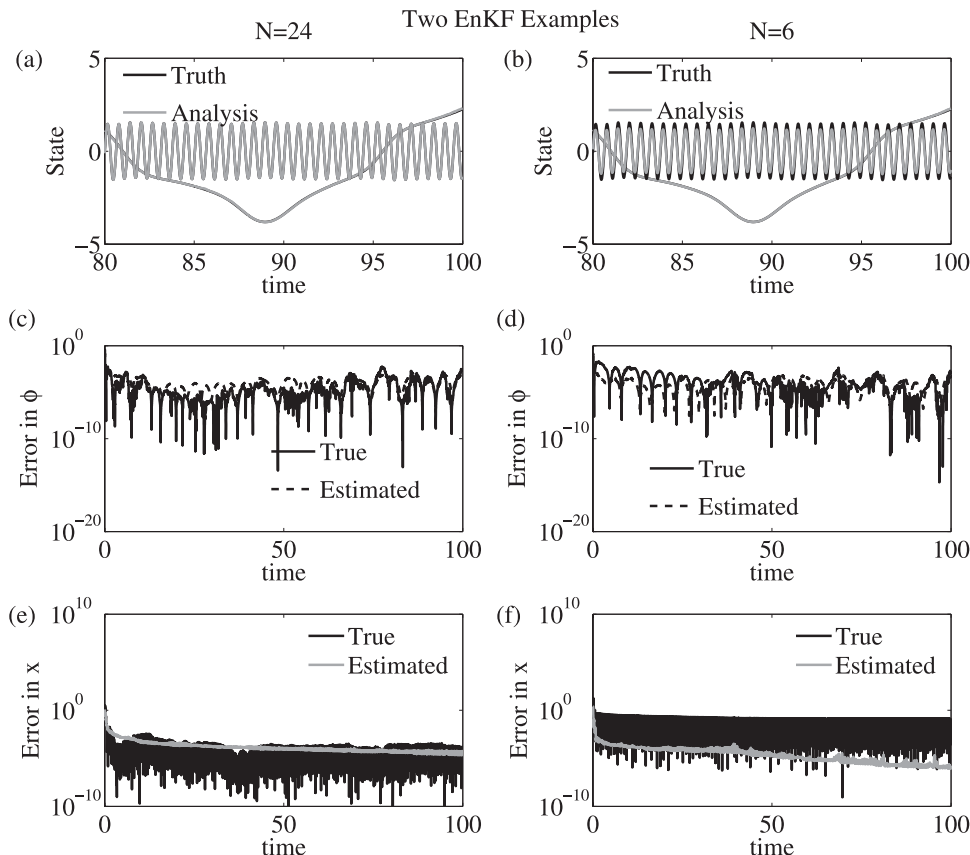 Two EnKF Examples
N=24
N=6
(a)
5
0
−5
State
Truth
Analysis
80
85
90
95
100
time
(b)
5
0
−5
State
Truth
Analysis
80
85
90
95
100
time
(c)
10^0
10^−10
10^−20
Error in ϕ
True
Estimated
0
50
100
time
(d)
10^0
10^−10
10^−20
Error in ϕ
True
Estimated
0
50
100
time
(e)
10^10
10^0
10^−10
Error in x
True
Estimated
0
50
100
time
(f)
10^10
10^0
10^−10
Error in x
True
Estimated
0
50
100
time